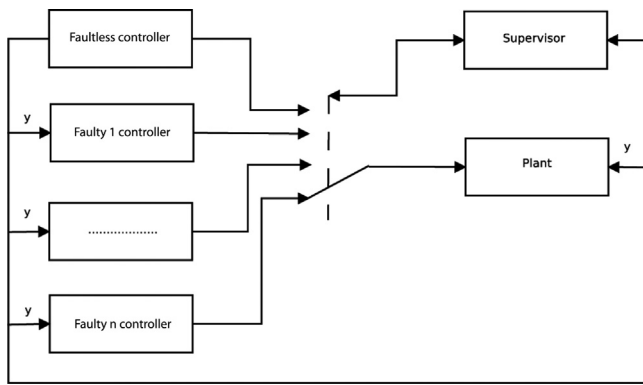 Faultless controller
Supervisor
y
Faulty 1 controller
y
Plant
y
...................
y
Faulty n controller